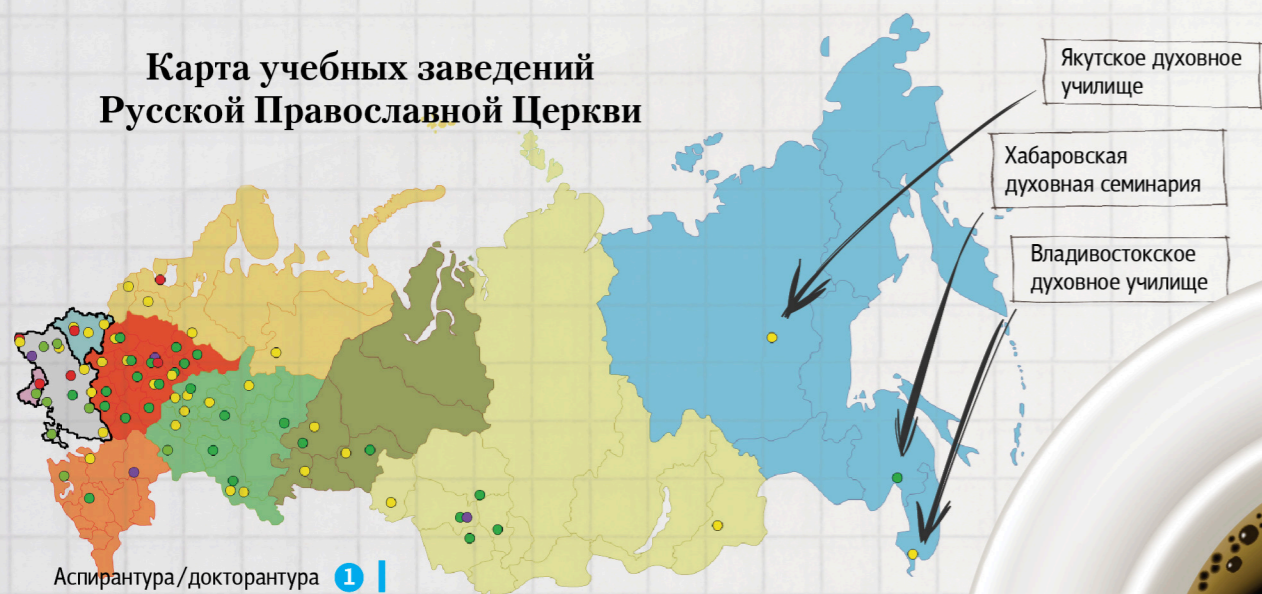 Карта учебных заведений
Русской Православной Церкви
Якутское духовное
училище
Хабаровская
духовная семинария
Владивостокское
духовное училище
Аспирантура/докторантура 1